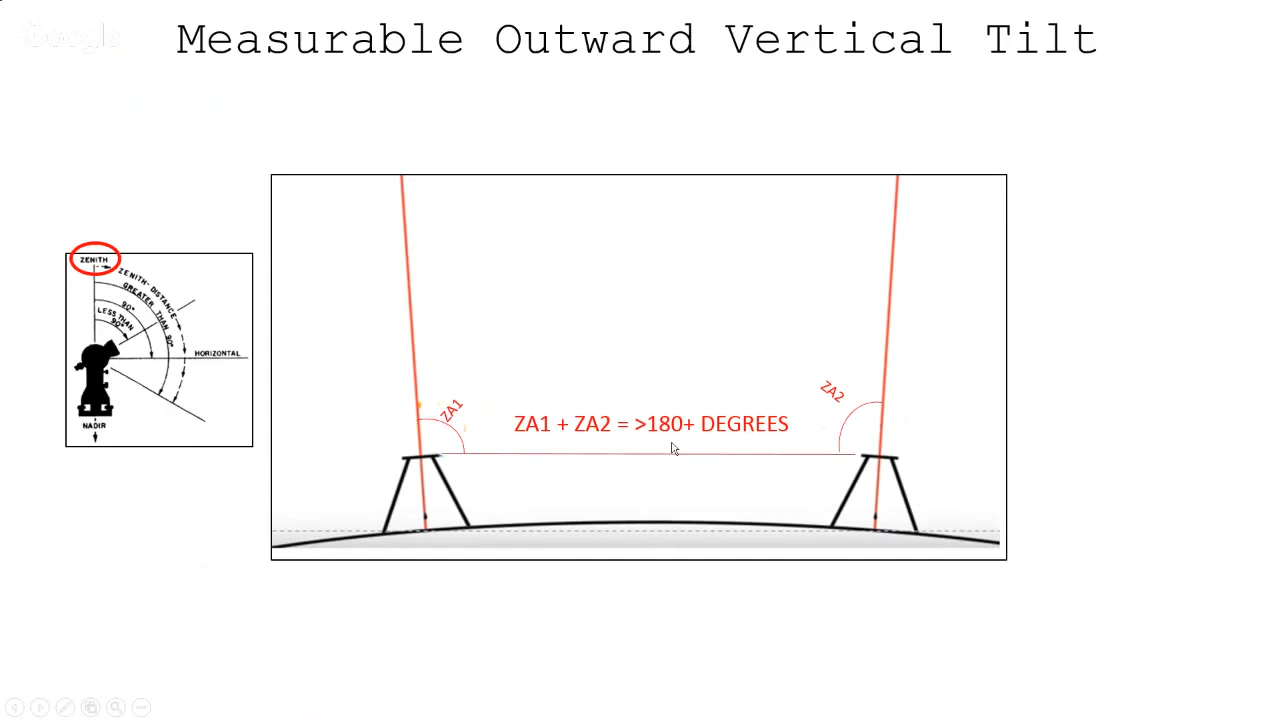 Google
Measurable Outward Vertical Tilt
ZENITH
ZENITH-DISTANCE
GREATER THAN 90°
90°
LESS THAN
90°
HORIZONTAL
NADIR
ZA1
ZA1 + ZA2 = >180+ DEGREES
ZA2